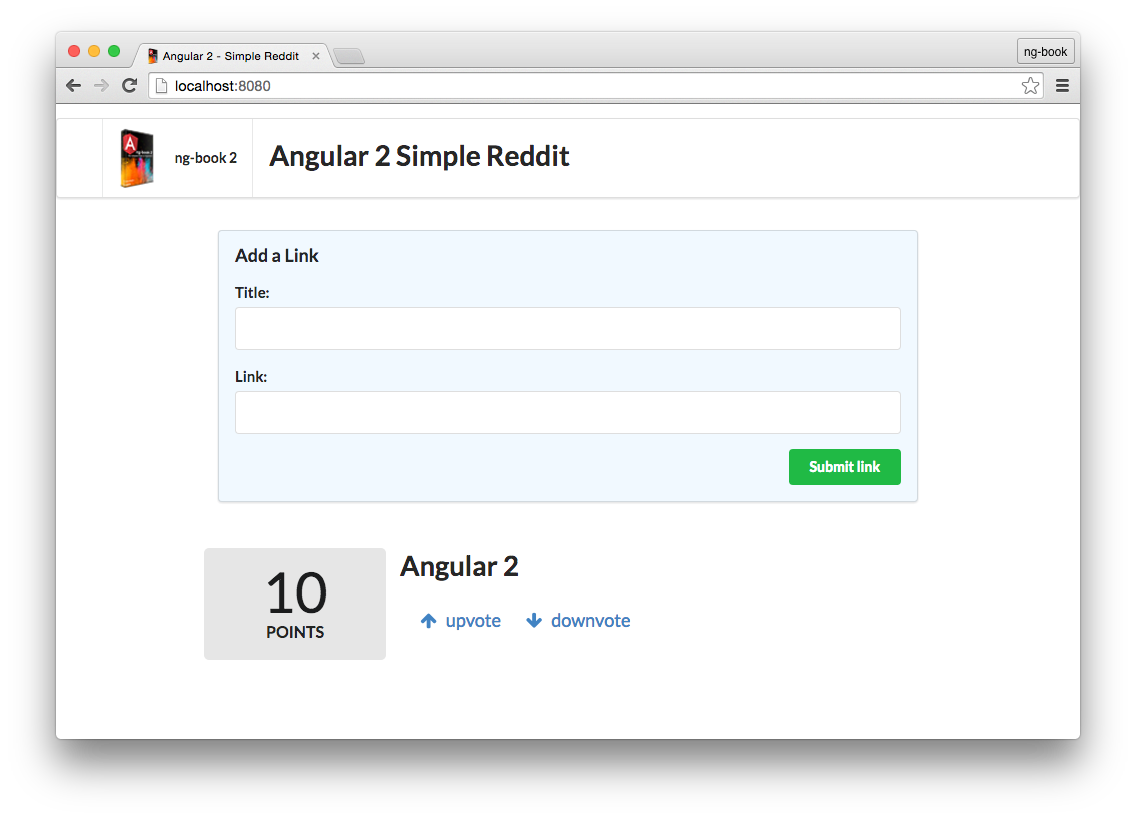 Angular 2 - Simple Reddit
ng-book
localhost:8080
ng-book 2
Angular 2 Simple Reddit
Add a Link
Title:
Link:
Submit link
10
POINTS
Angular 2
upvote downvote